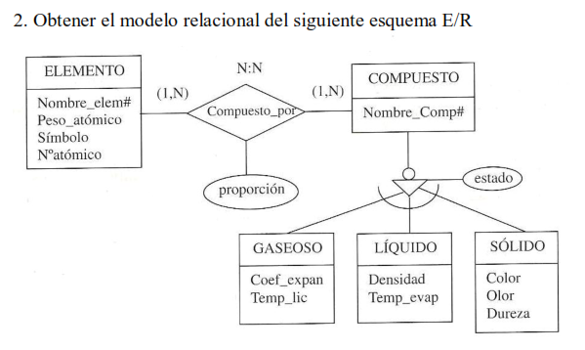 2. Obtener el modelo relacional del siguiente esquema E/R
ELEMENTO
Nombre_elem#
Peso_atómico
Símbolo
Nºatómico
(1,N)
N:N
Compuesto_por
proporción
(1,N)
COMPUESTO
Nombre_Comp#
estado
GASEOSO
Coef_expan
Temp_lic
LÍQUIDO
Densidad
Temp_evap
SÓLIDO
Color
Olor
Dureza